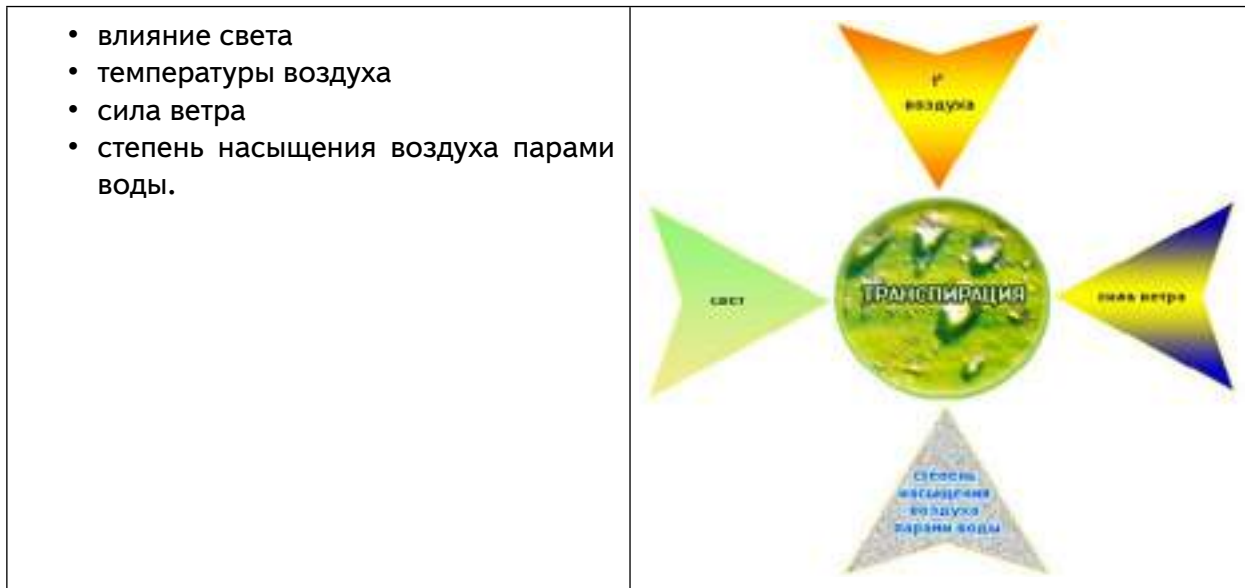 • влияние света
• температуры воздуха
• сила ветра
• степень насыщения воздуха парами
воды.
t°
воздуха
свет
ТРАНСПИРАЦИЯ
сила ветра
степень
насыщения
воздуха
парами воды